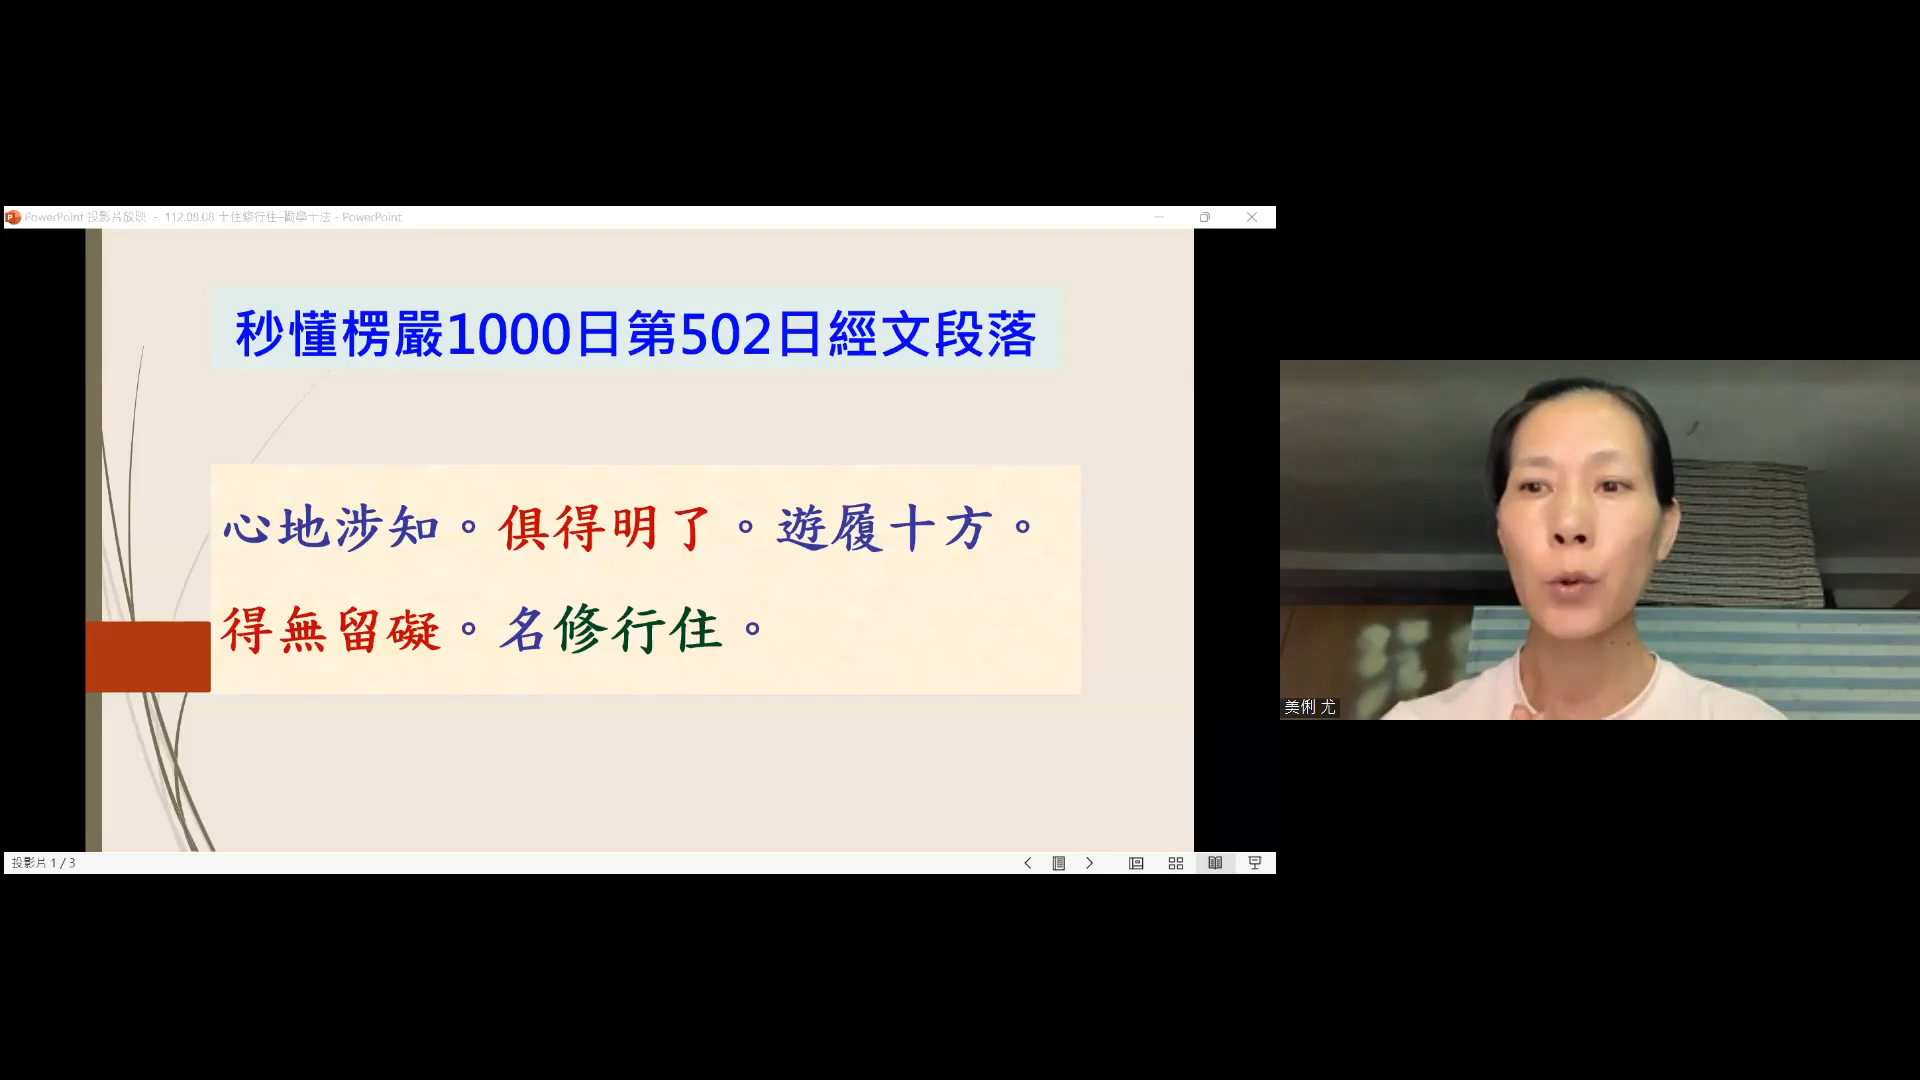 PowerPoint 投影片放映 - 112.08.08 十住修行住–勸學十法 - PowerPoint
秒懂楞嚴1000日第502日經文段落
心地涉知。俱得明了。遊履十方。
得無留礙。名修行住。
美俐 尤
投影片 1 / 3